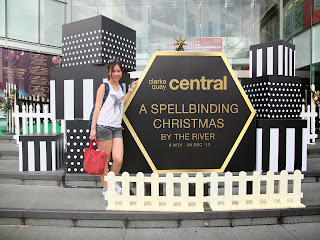 clarke quay central
A SPELLBINDING
CHRISTMAS
BY THE RIVER
8 NOV - 29 DEC '13